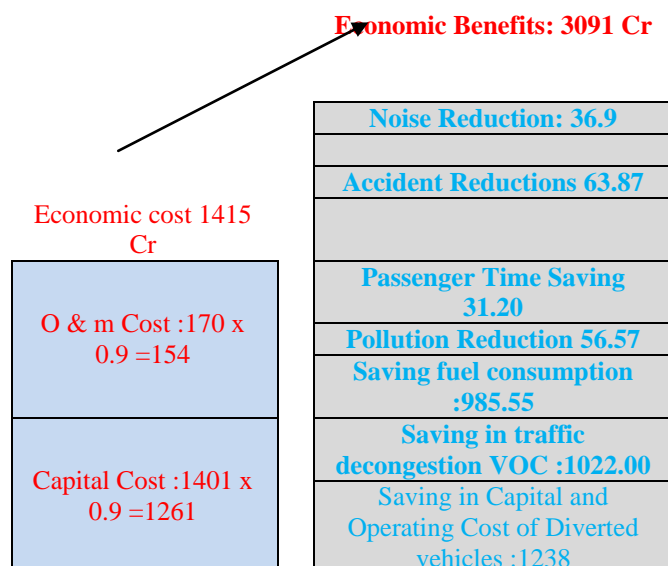 Economic Benefits: 3091 Cr
Noise Reduction: 36.9
Accident Reductions 63.87
Economic cost 1415
Cr
Passenger Time Saving
31.20
O & m Cost :170 x
0.9 =154
Pollution Reduction 56.57
Saving fuel consumption
:985.55
Saving in traffic
decongestion VOC :1022.00
Capital Cost :1401 x
0.9 =1261
Saving in Capital and
Operating Cost of Diverted
vehicles :1238